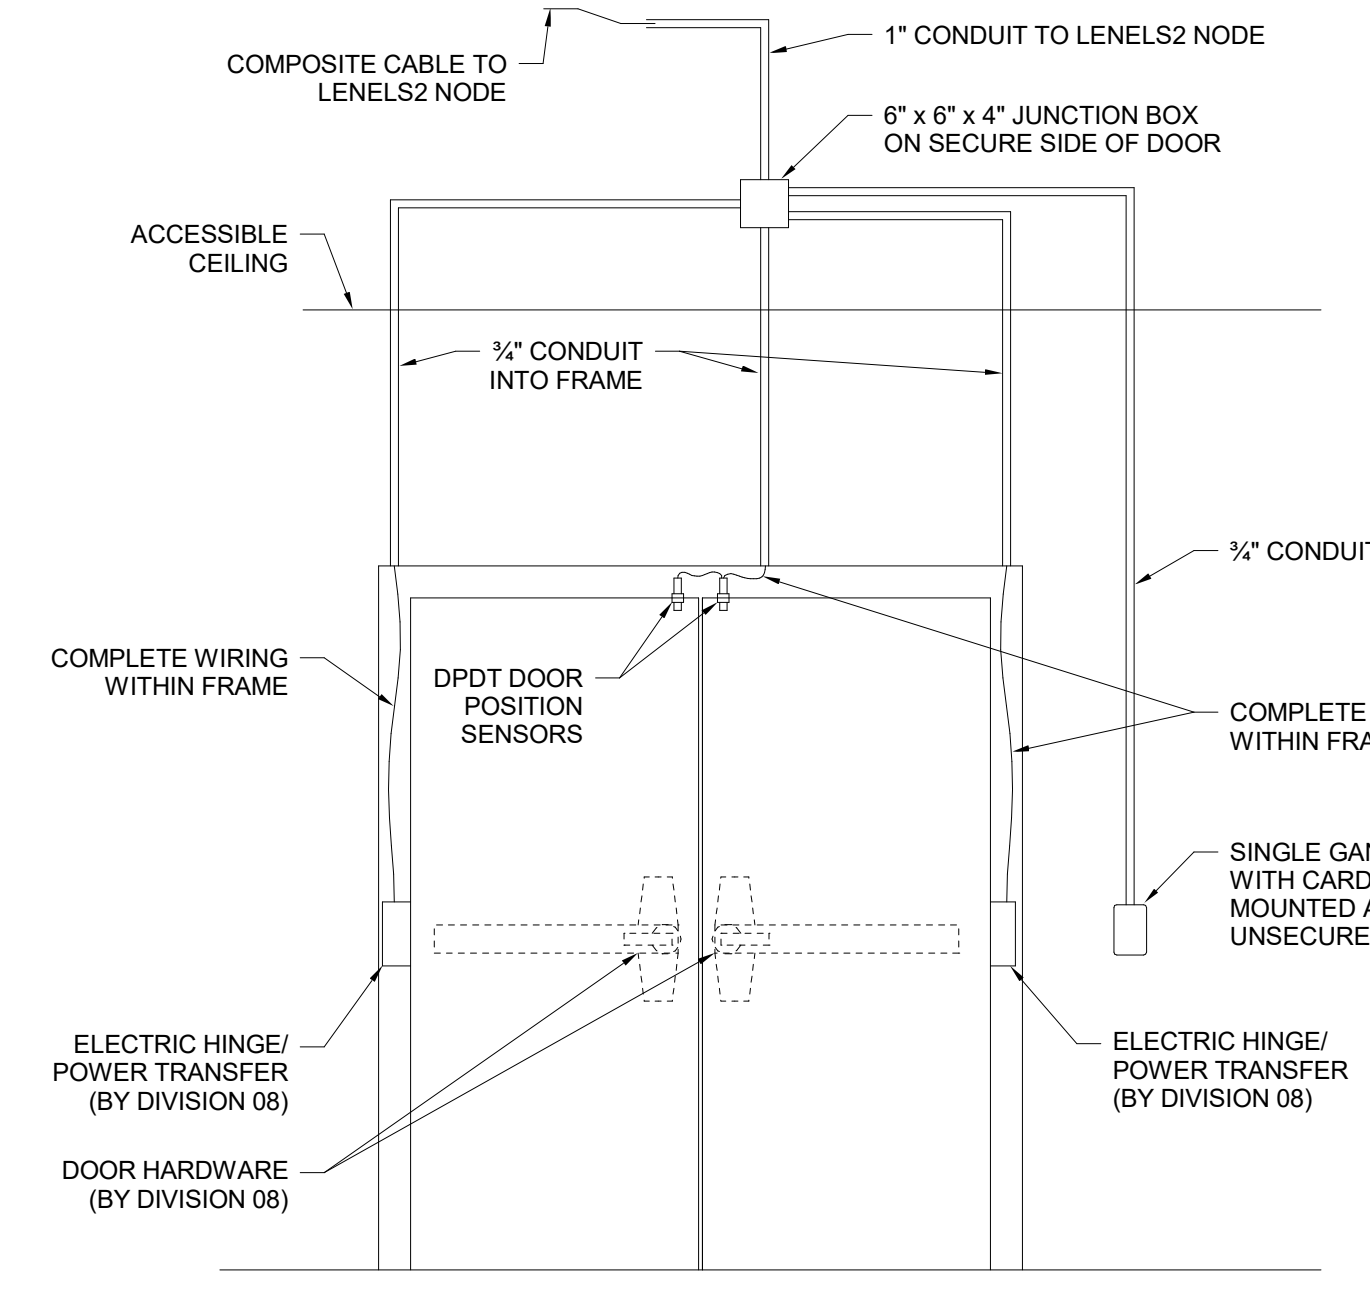 1" CONDUIT TO LENELS2 NODE
COMPOSITE CABLE TO
LENELS2 NODE
6" x 6" x 4" JUNCTION BOX
ON SECURE SIDE OF DOOR
ACCESSIBLE
CEILING
¾" CONDUIT
INTO FRAME
¾" CONDUIT
COMPLETE WIRING
WITHIN FRAME
DPDT DOOR
POSITION
SENSORS
COMPLETE
WITHIN
SINGLE
WITH CARD
MOUNTED
UNSECURE
ELECTRIC HINGE/
POWER TRANSFER
(BY DIVISION 08)
ELECTRIC HINGE/
POWER TRANSFER
(BY DIVISION 08)
DOOR HARDWARE
(BY DIVISION 08)